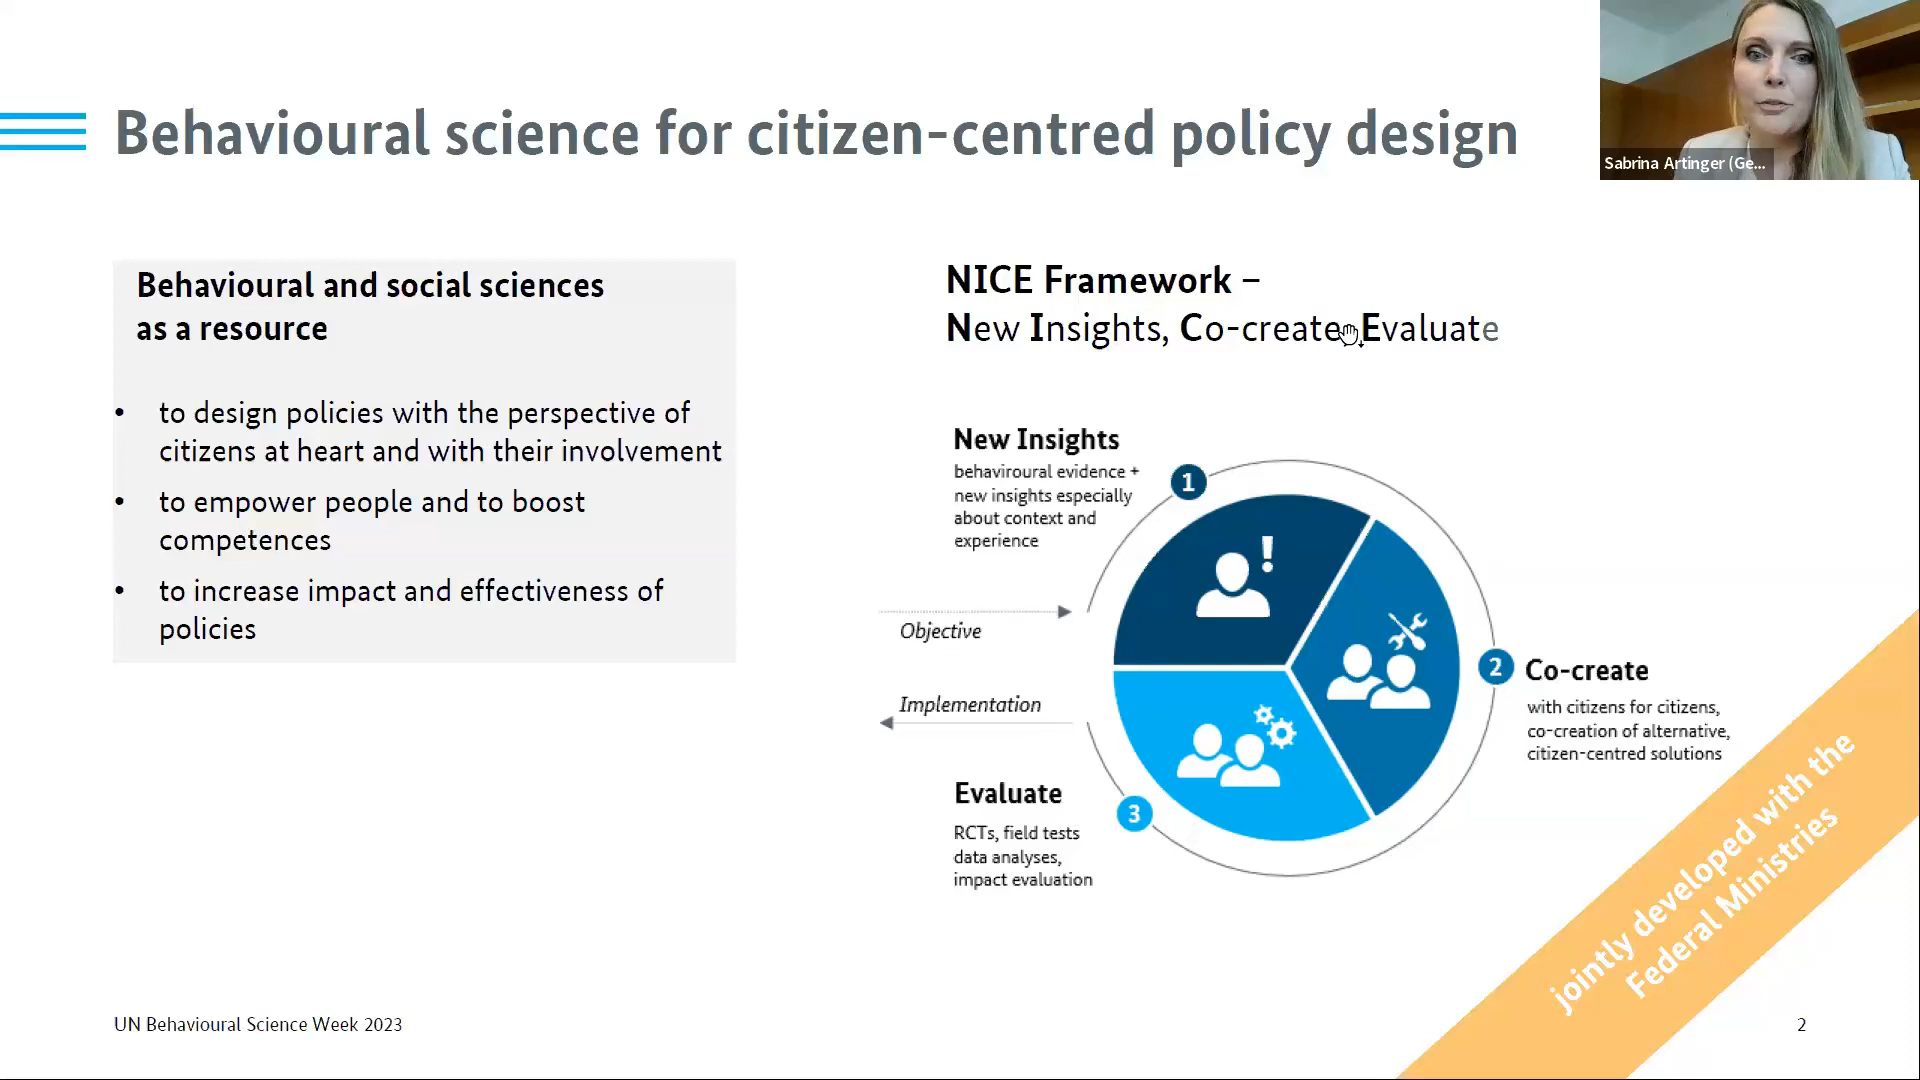 Behavioural science for citizen-centred policy design
Sabrina Artinger (Ge...
Behavioural and social sciences
as a resource
• to design policies with the perspective of
citizens at heart and with their involvement
• to empower people and to boost
competences
• to increase impact and effectiveness of
policies
NICE Framework –
New Insights, Co-create, Evaluate
New Insights
behaviroural evidence +
new insights especially
about context and
experience
1
Objective
Implementation
2
Co-create
with citizens for citizens,
co-creation of alternative,
citizen-centred solutions
Evaluate
3
RCTs, field tests
data analyses,
impact evaluation
jointly developed with the
Federal Ministries
UN Behavioural Science Week 2023
2